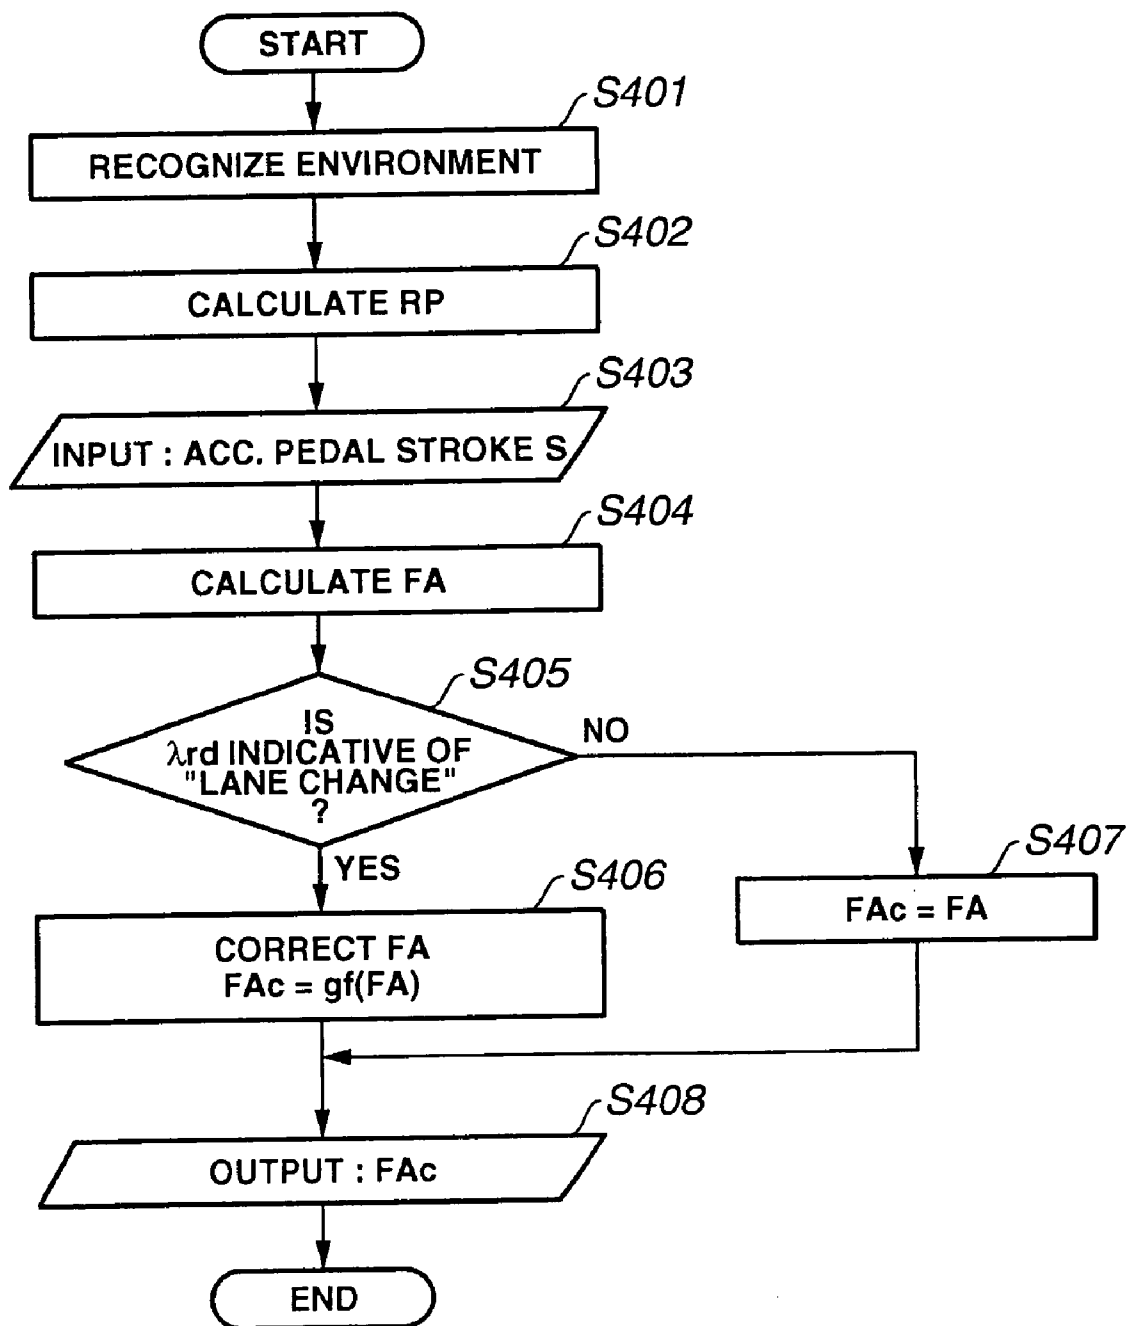 START
S401
RECOGNIZE ENVIRONMENT
S402
CALCULATE RP
S403
INPUT : ACC. PEDAL STROKE S
S404
CALCULATE FA
S405
IS
λrd INDICATIVE OF
"LANE CHANGE"
?
NO
YES
S406
CORRECT FA
FAc = gf(FA)
S407
FAc = FA
S408
OUTPUT : FAc
END